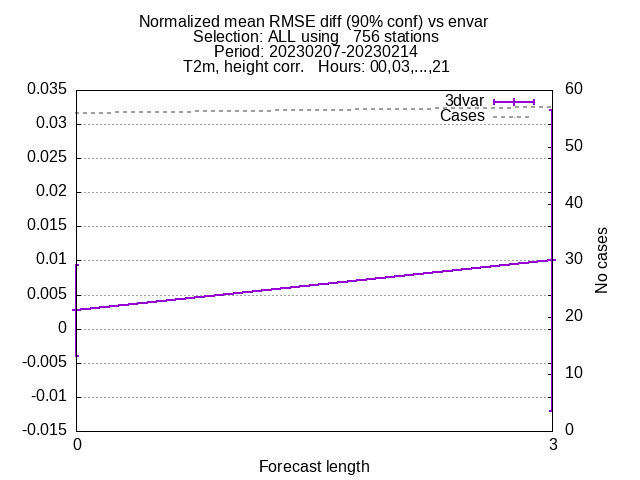 Normalized mean RMSE diff (90% conf) vs envar
Selection: ALL using   756 stations
Period: 20230207-20230214
T2m, height corr.   Hours: 00,03,...,21
3dvar
Cases
0.035
0.03
0.025
0.02
0.015
0.01
0.005
0
-0.005
-0.01
-0.015
60
50
40
30
20
10
0
No cases
0
3
Forecast length